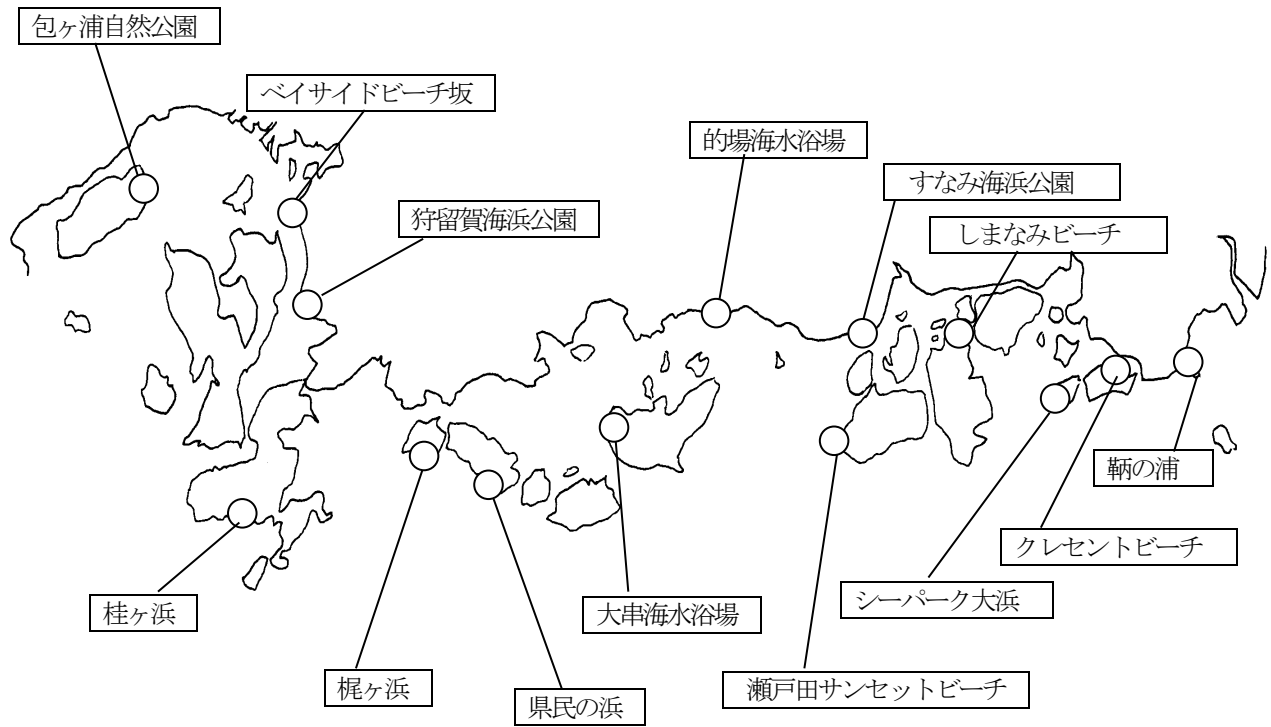 包ヶ浦自然公園
ベイサイドビーチ坂
的場海水浴場
すなみ海浜公園
狩留賀海浜公園
しまなみビーチ
鞆の浦
クレセントビーチ
シーパーク大浜
桂ヶ浜
大串海水浴場
梶ヶ浜
瀬戸田サンセットビーチ
県民の浜